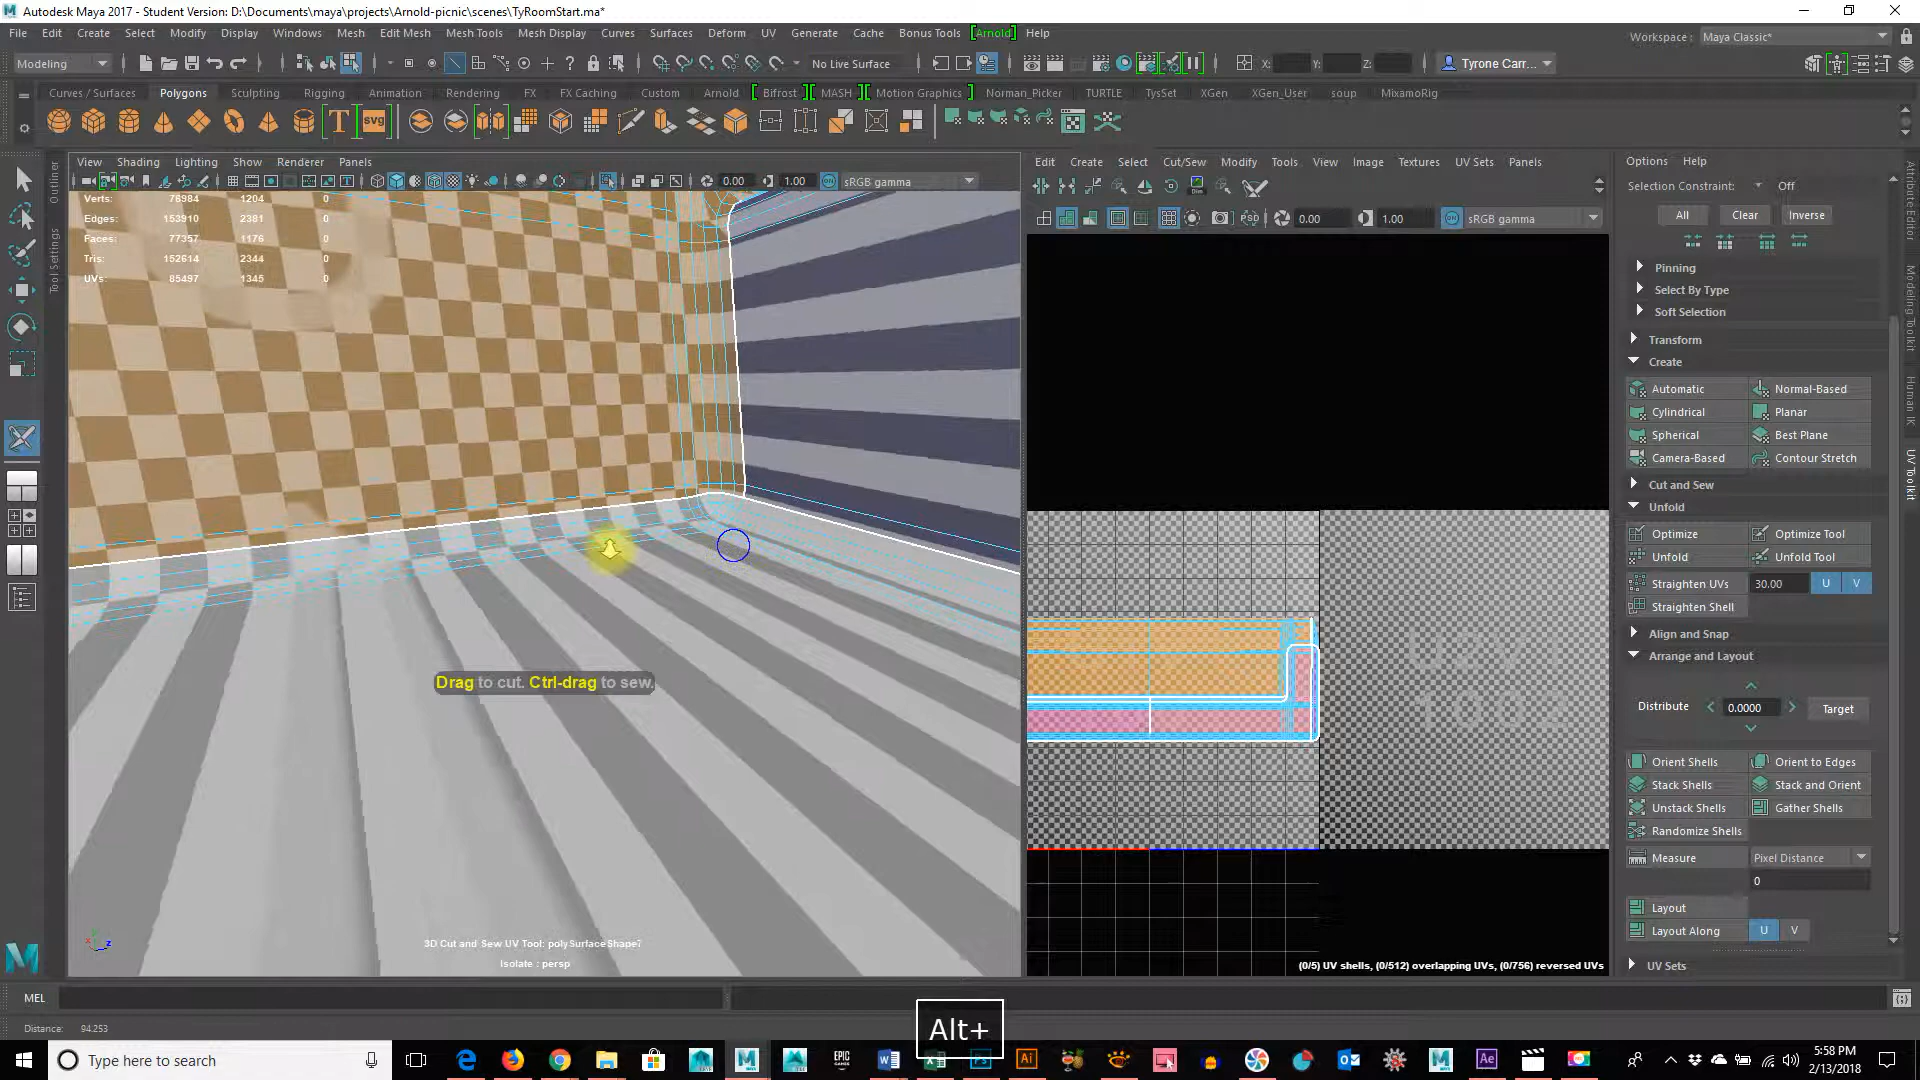 Autodesk Maya 2017 - Student Version: D:\Documents\maya\projects\Arnold-picnic\scenes\TyRoomStart.ma*
File Edit Create Select Modify Display Windows Mesh Edit Mesh Mesh Tools Mesh Display Curves Surfaces Deform UV Generate Cache Bonus Tools [Arnold] Help
Workspace: Maya Classic*
Modeling
No Live Surface
X: Y: Z:
Tyrone Carr...
Curves / Surfaces Polygons Sculpting Rigging Animation Rendering FX FX Caching Custom Arnold Bifrost MASH Motion Graphics Norman_Picker TURTLE TysSet XGen XGen_User soup MixamoRig
T svg
View Shading Lighting Show Renderer Panels
0.00 1.00 sRGB gamma
Verts: 76984 1204 0
Edges: 153910 2381 0
Faces: 77357 1176 0
Tris: 152614 2344 0
UVs: 85497 1345 0
Drag to cut. Ctrl-drag to sew.
3D Cut and Sew UV Tool: polySurfaceShape7
Isolate : persp
Edit Create Select Cut/Sew Modify Tools View Image Textures UV Sets Panels
0.00 1.00 sRGB gamma
(0/5) UV shells, (0/512) overlapping UVs, (0/756) reversed UVs
Options Help
Selection Constraint: Off
All Clear Inverse
Pinning
Select By Type
Soft Selection
Transform
Create
Automatic Normal-Based
Cylindrical Planar
Spherical Best Plane
Camera-Based Contour Stretch
Cut and Sew
Unfold
Optimize Optimize Tool
Unfold Unfold Tool
Straighten UVs 30.00 U V
Straighten Shell
Align and Snap
Arrange and Layout
Distribute 0.0000 Target
Orient Shells Orient to Edges
Stack Shells Stack and Orient
Unstack Shells Gather Shells
Randomize Shells
Measure Pixel Distance
0
Layout
Layout Along U V
UV Sets
Outliner
Tool Settings
Attribute Editor
Modeling Toolkit
Human IK
UV Toolkit
MEL
Distance: 94.253
Alt+
Type here to search
5:58 PM
2/13/2018